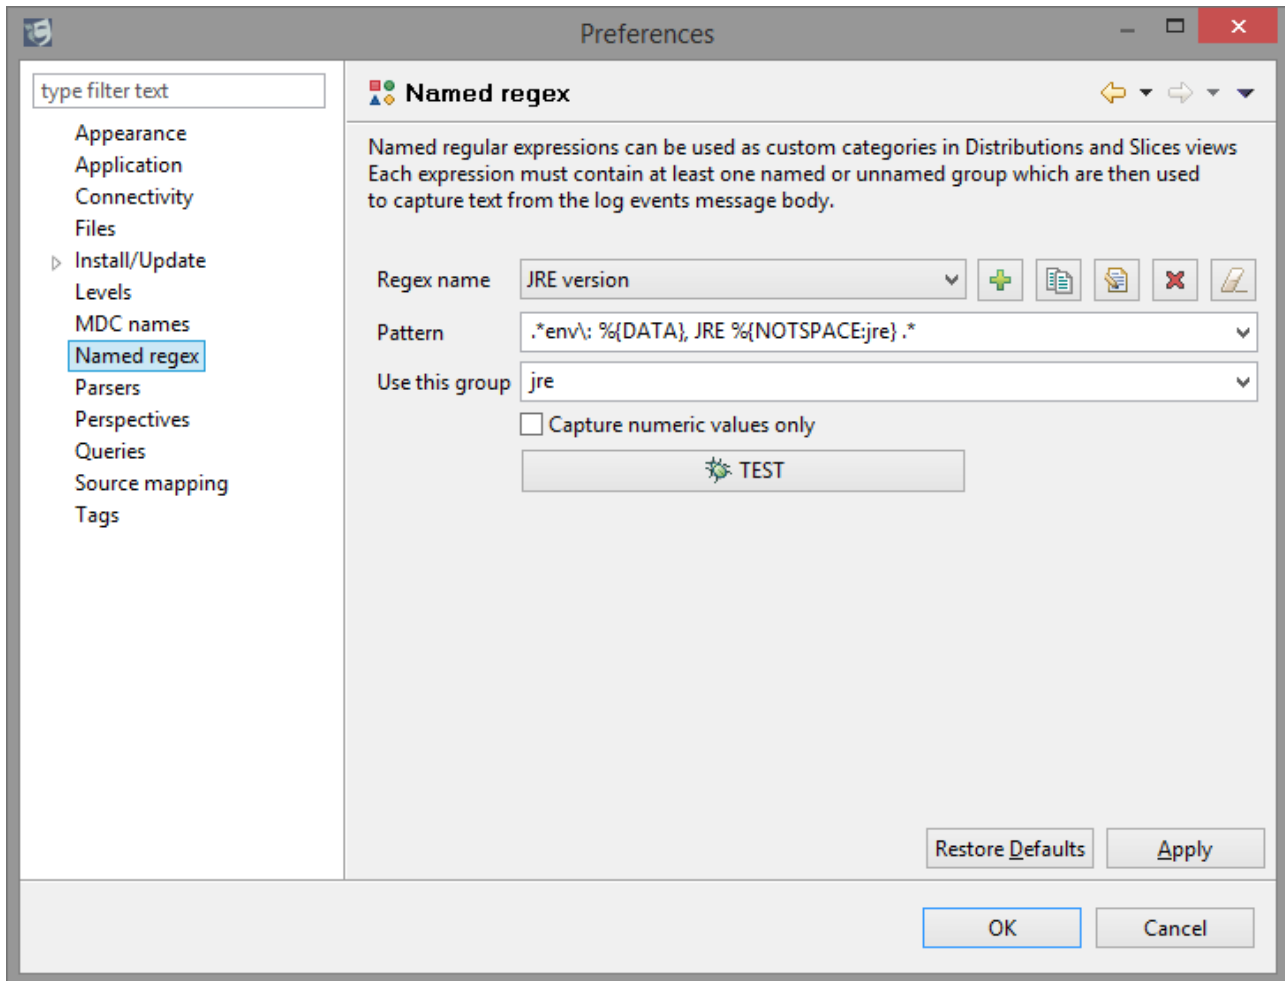 Preferences
type filter text
Appearance
Application
Connectivity
Files
Install/Update
Levels
MDC names
Named regex
Parsers
Perspectives
Queries
Source mapping
Tags
Named regex
Named regular expressions can be used as custom categories in Distributions and Slices views
Each expression must contain at least one named or unnamed group which are then used
to capture text from the log events message body.
Regex name JRE version
Pattern .*env\: %{DATA}, JRE %{NOTSPACE:jre} .*
Use this group jre
Capture numeric values only
TEST
Restore Defaults Apply
OK Cancel